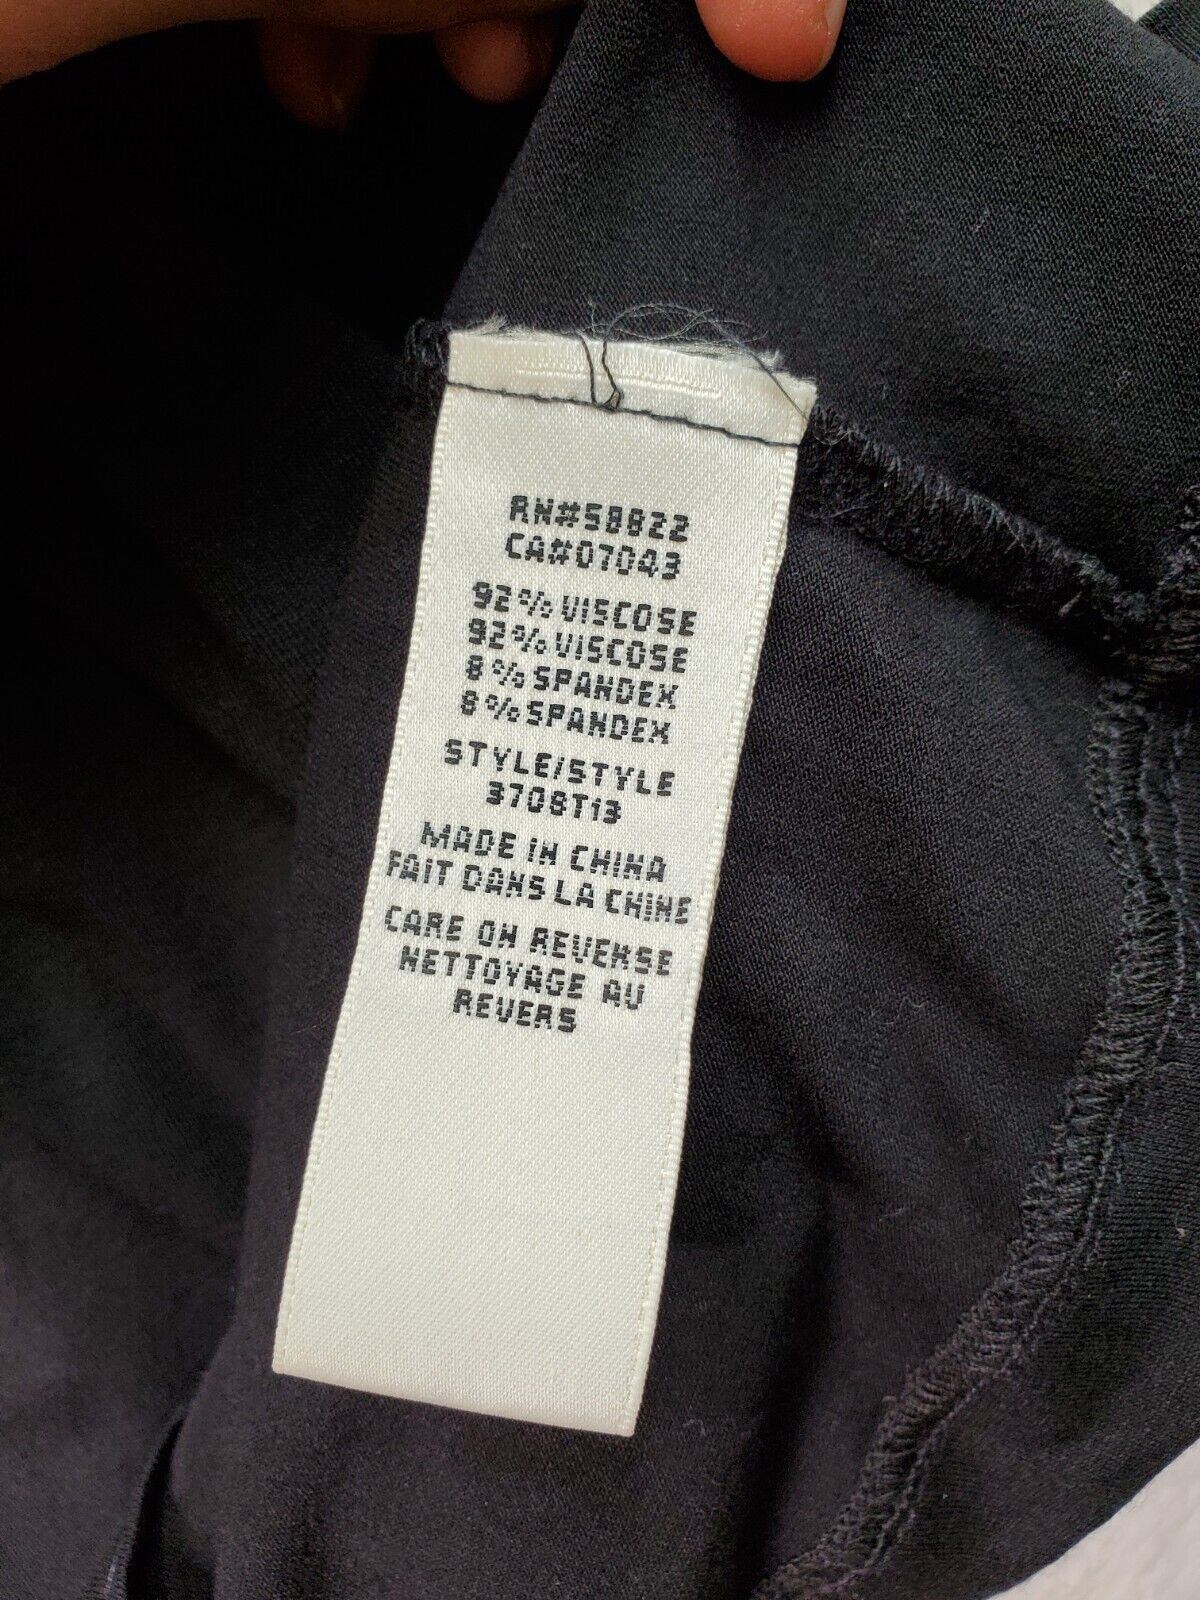 RN#58822
CA#07043
92% VISCOSE
92% VISCOSE
8% SPANDEX
8% SPANDEX
STYLE/STYLE
3708T13
MADE IN CHINA
FAIT DANS LA CHINE
CARE ON REVERSE
NETTOYAGE AU
REVERS